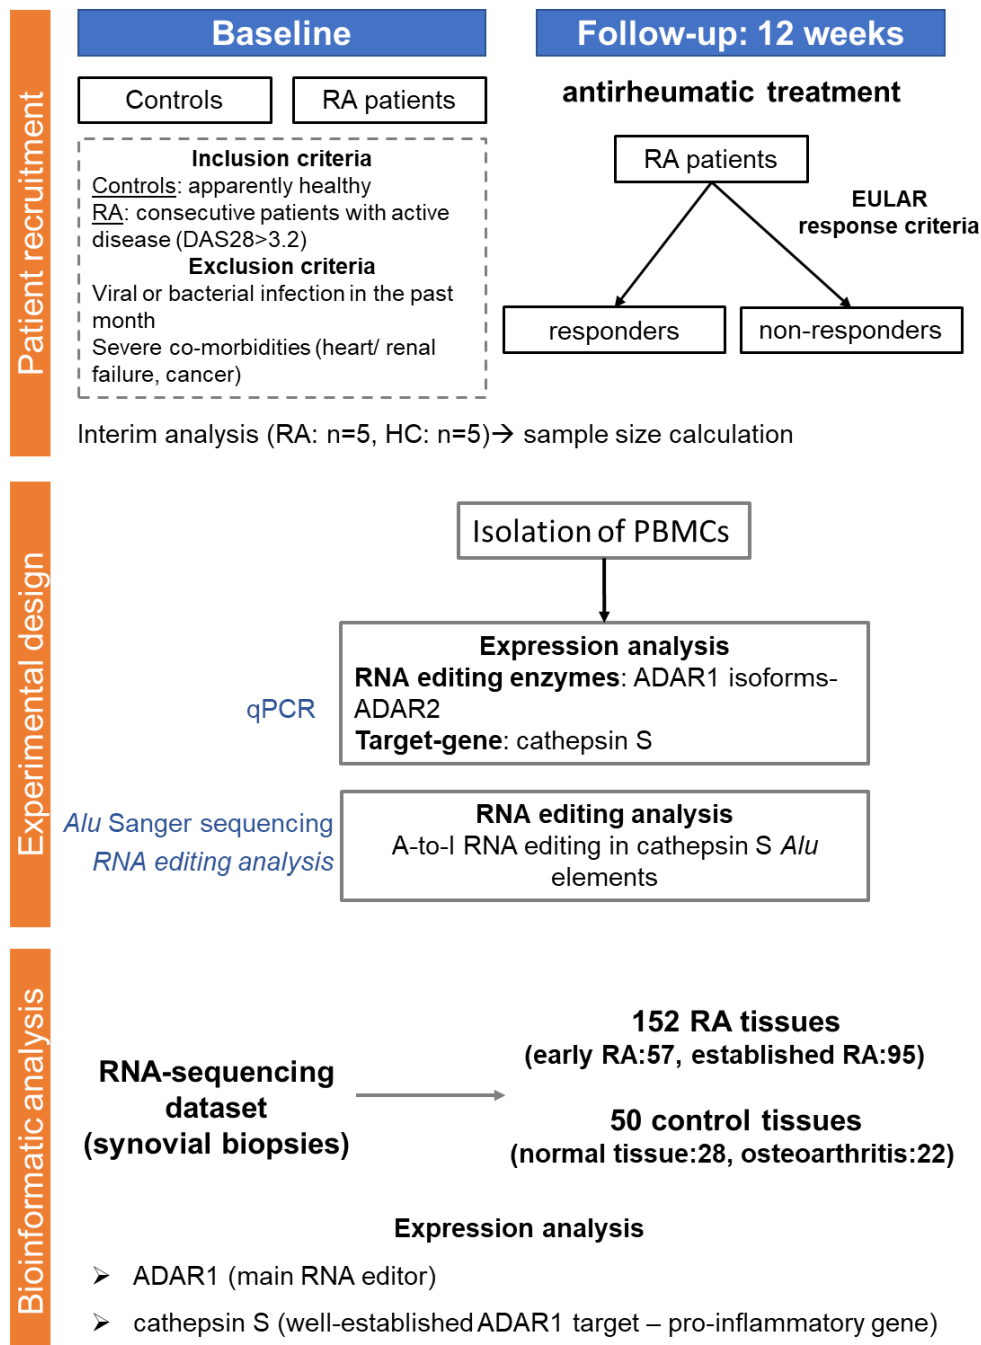 Patient recruitment
Baseline
Follow-up: 12 weeks
Controls
RA patients
Inclusion criteria
Controls: apparently healthy
RA: consecutive patients with active
disease (DAS28>3.2)
Exclusion criteria
Viral or bacterial infection in the past
month
Severe co-morbidities (heart/ renal
failure, cancer)
antirheumatic treatment
RA patients
EULAR
response criteria
responders
non-responders
Interim analysis (RA: n=5, HC: n=5)→ sample size calculation
Experimental design
Isolation of PBMCs
qPCR
Expression analysis
RNA editing enzymes: ADAR1 isoforms-
ADAR2
Target-gene: cathepsin S
Alu Sanger sequencing
RNA editing analysis
RNA editing analysis
A-to-I RNA editing in cathepsin S Alu
elements
Bioinformatic analysis
RNA-sequencing
dataset
(synovial biopsies)
152 RA tissues
(early RA:57, established RA:95)
50 control tissues
(normal tissue:28, osteoarthritis:22)
Expression analysis
➢ ADAR1 (main RNA editor)
➢ cathepsin S (well-established ADAR1 target – pro-inflammatory gene)